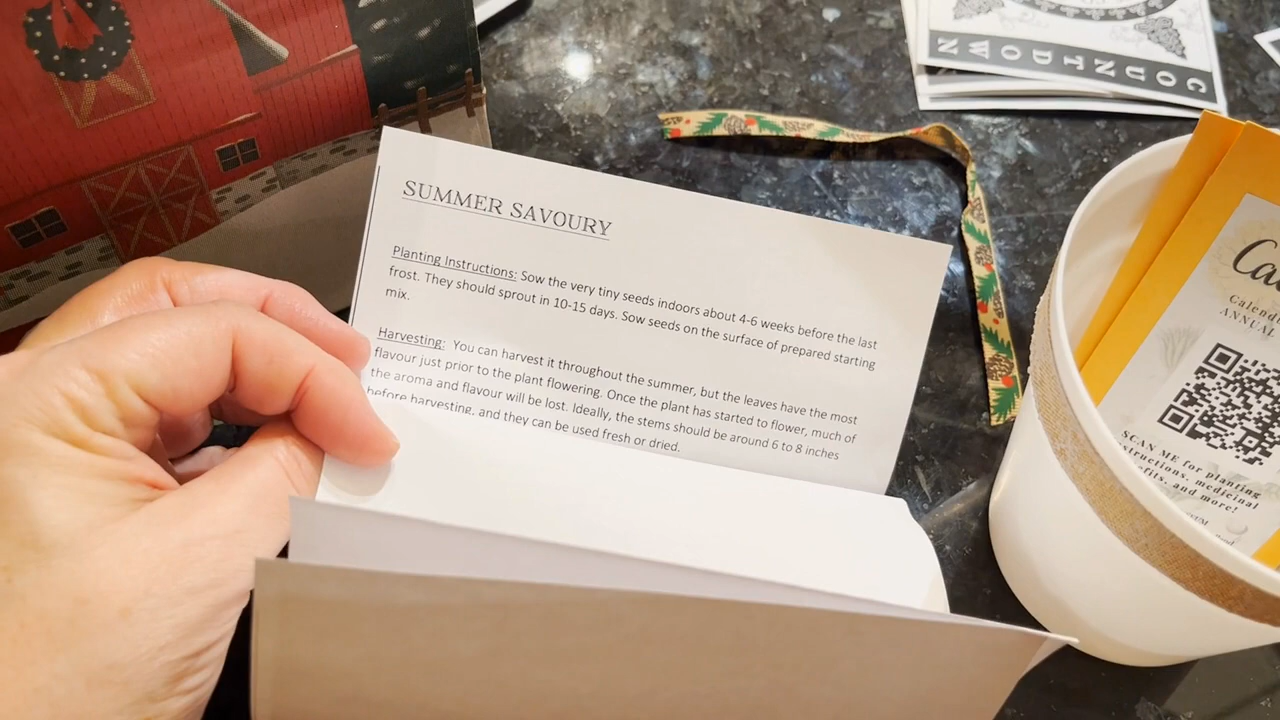 COUNTDOWN
SUMMER SAVOURY
Planting Instructions: Sow the very tiny seeds indoors about 4-6 weeks before the last
frost. They should sprout in 10-15 days. Sow seeds on the surface of prepared starting
mix.
Harvesting: You can harvest it throughout the summer, but the leaves have the most
flavour just prior to the plant flowering. Once the plant has started to flower, much of
the aroma and flavour will be lost. Ideally, the stems should be around 6 to 8 inches
before harvesting, and they can be used fresh or dried.
ANNUAL
SCAN ME for planting
instructions, medicinal
and more!